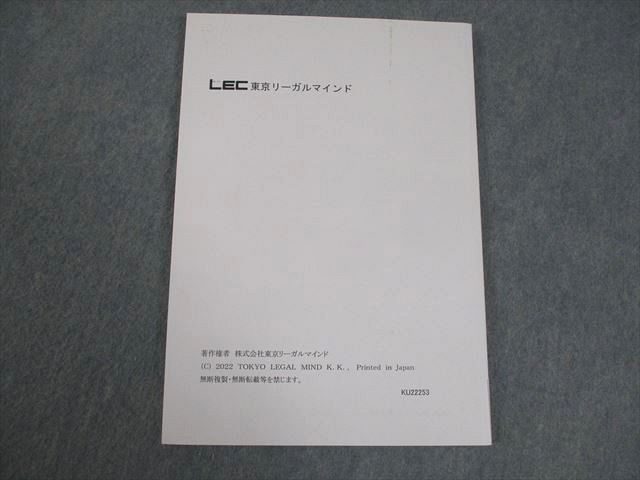 LEC東京リーガルマインド
著作権者 株式会社東京リーガルマインド
(C) 2022 TOKYO LEGAL MIND K.K., Printed in Japan
無断複製・無断転載等を禁じます。
KU22253